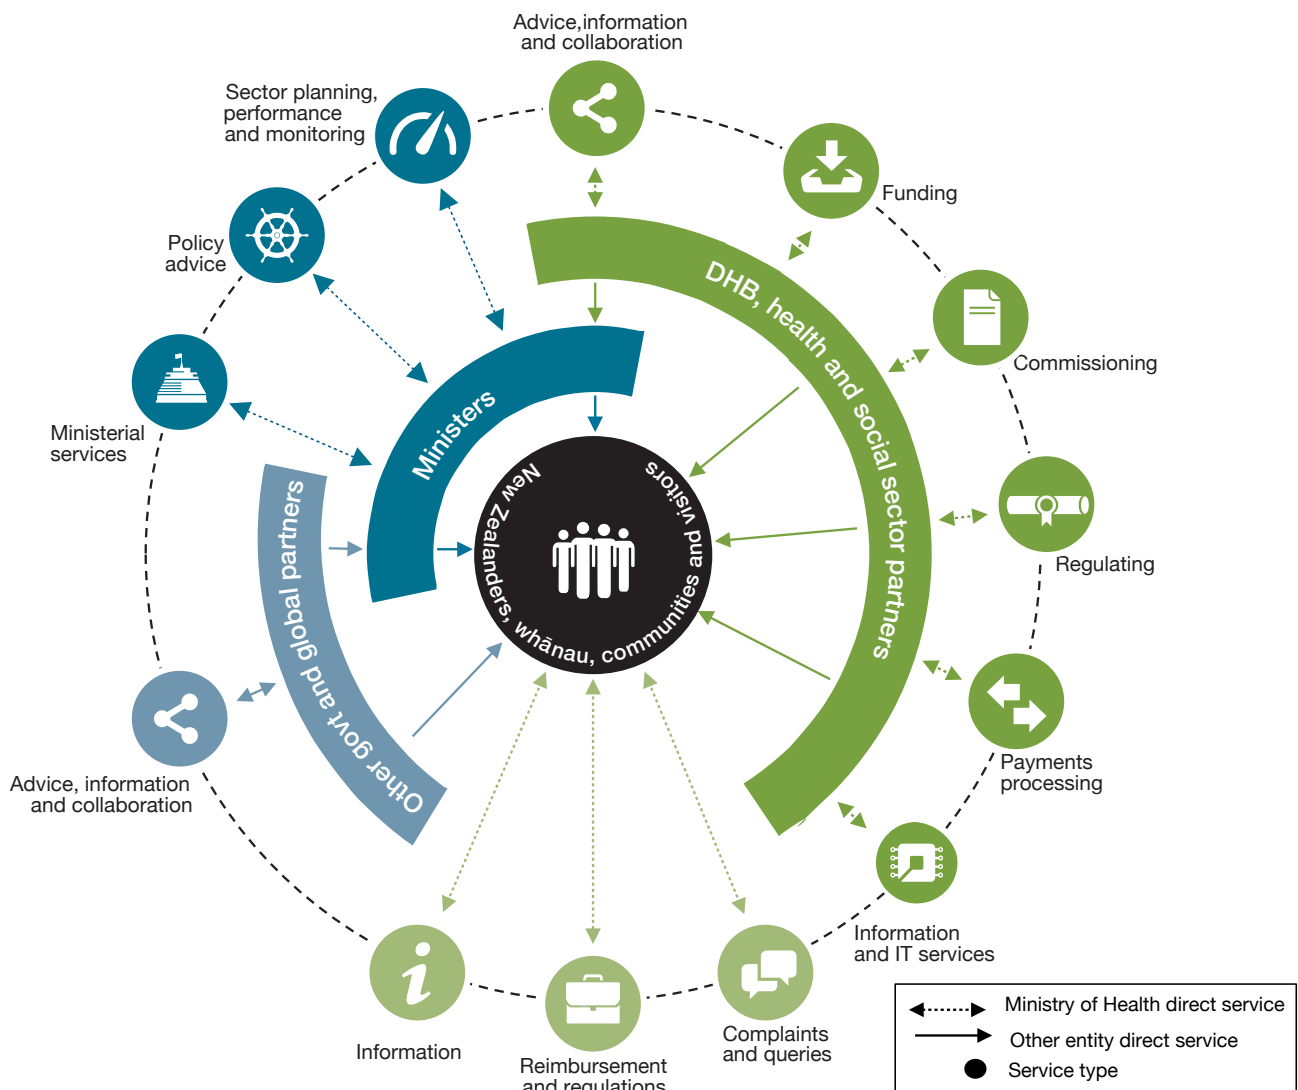 Advice,information
and collaboration
Sector planning,
performance
and monitoring
Funding
Policy
advice
DHB, health and social sector partners
Commissioning
Ministers
Ministerial
services
New Zealanders, whānau, communities and visitors
Regulating
Other govt and global partners
Payments
processing
Advice, information
and collaboration
Information
and IT services
Information
Reimbursement
and regulations
Complaints
and queries
Ministry of Health direct service
Other entity direct service
Service type